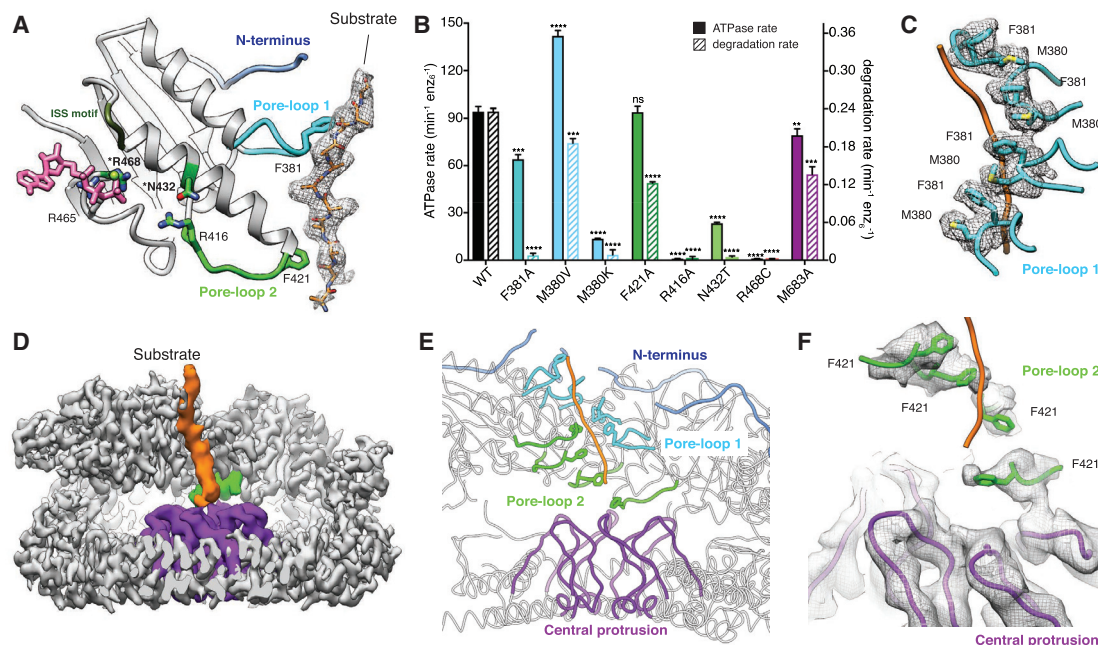 A
Substrate
N-terminus
ISS motif
Pore-loop 1
F381
*R468
*N432
R465
R416
F421
Pore-loop 2
B
ATPase rate (min-1 enz6-1)
150
120
90
60
30
0
ATPase rate
degradation rate
0.36
0.30
0.24
0.18
0.12
0.06
0
degradation rate (min-1 enz6-1)
*** **** **** *** **** **** ns **** **** **** **** **** **** **** ** ***
WT F381A M380V M380K F421A R416A N432T R468C M683A
C
F381
M380
F381
M380
F381
M380
F381
M380
Pore-loop 1
D
Substrate
E
N-terminus
Pore-loop 1
Pore-loop 2
Central protrusion
F
F421
Pore-loop 2
F421
F421
F421
Central protrusion